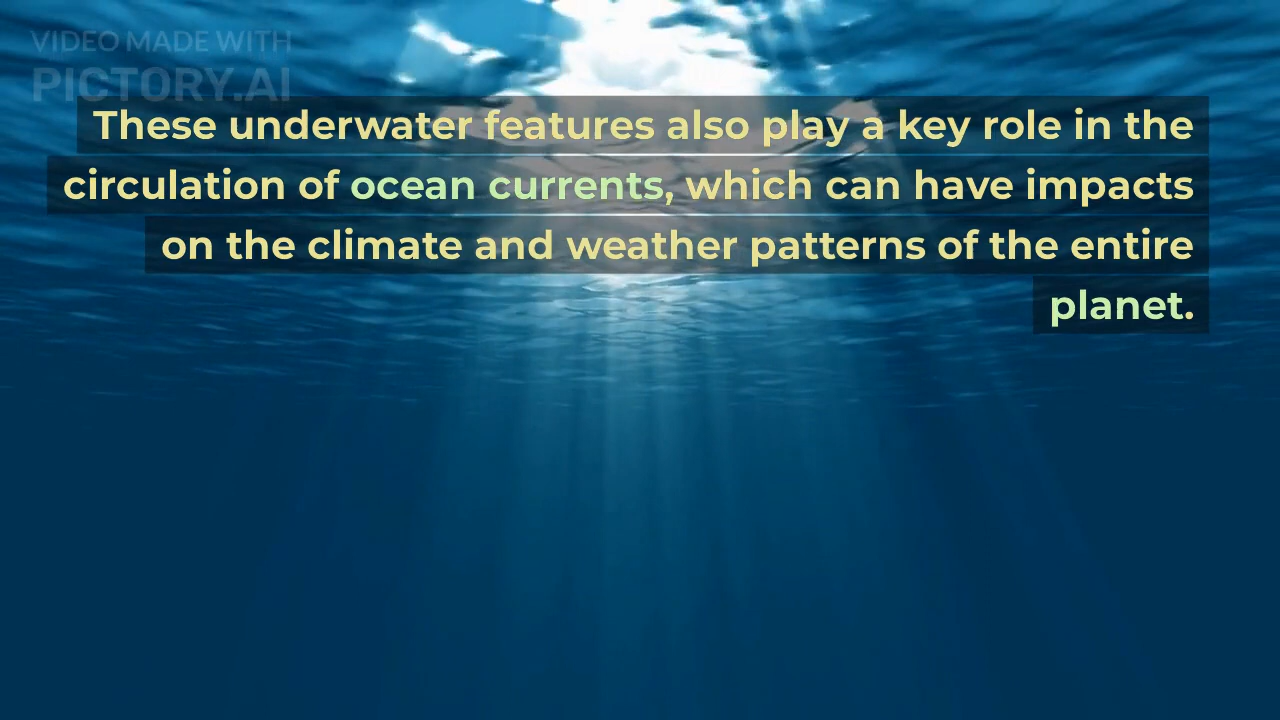 VIDEO MADE WITH
PICTORY.AI
These underwater features also play a key role in the
circulation of ocean currents, which can have impacts
on the climate and weather patterns of the entire
planet.